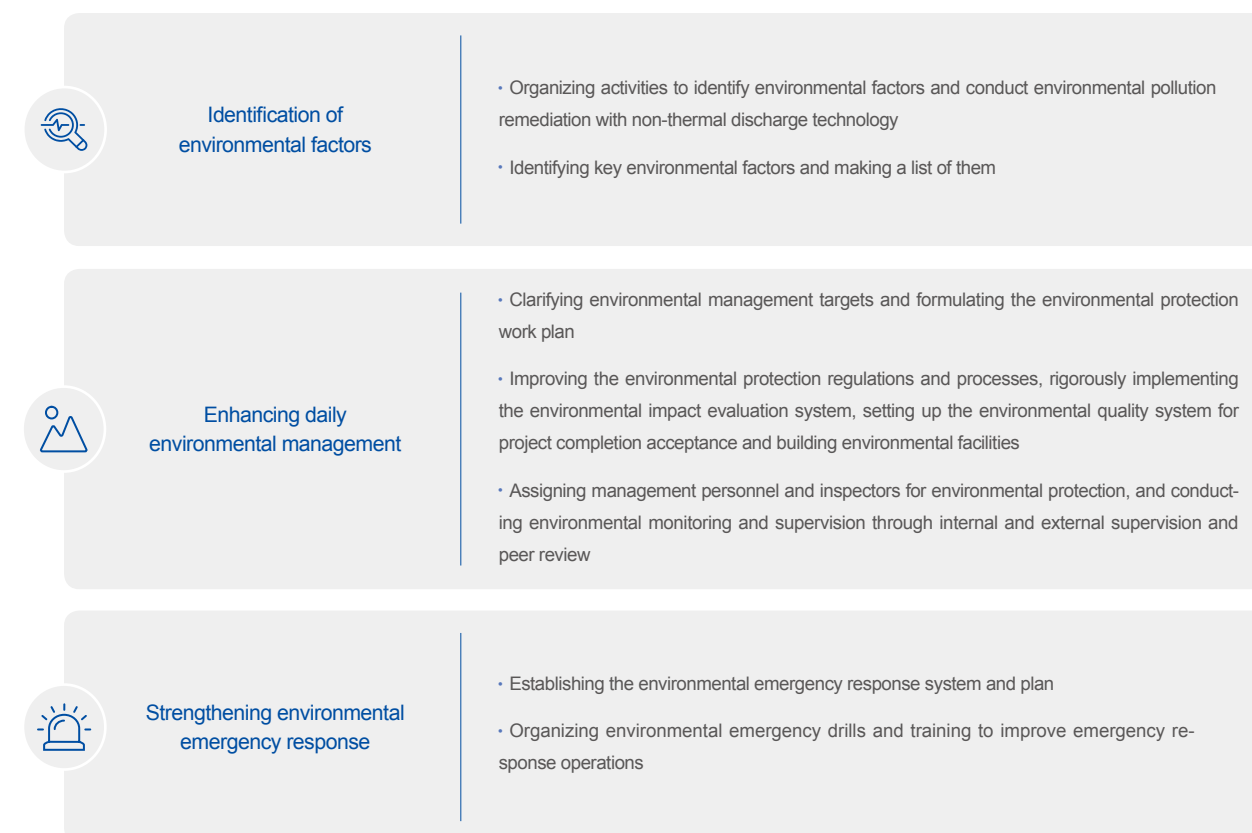 Identification of
environmental factors
· Organizing activities to identify environmental factors and conduct environmental pollution
remediation with non-thermal discharge technology
· Identifying key environmental factors and making a list of them
Enhancing daily
environmental management
· Clarifying environmental management targets and formulating the environmental protection
work plan
· Improving the environmental protection regulations and processes, rigorously implementing
the environmental impact evaluation system, setting up the environmental quality system for
project completion acceptance and building environmental facilities
· Assigning management personnel and inspectors for environmental protection, and conduct-
ing environmental monitoring and supervision through internal and external supervision and
peer review
Strengthening environmental
emergency response
· Establishing the environmental emergency response system and plan
· Organizing environmental emergency drills and training to improve emergency re-
sponse operations